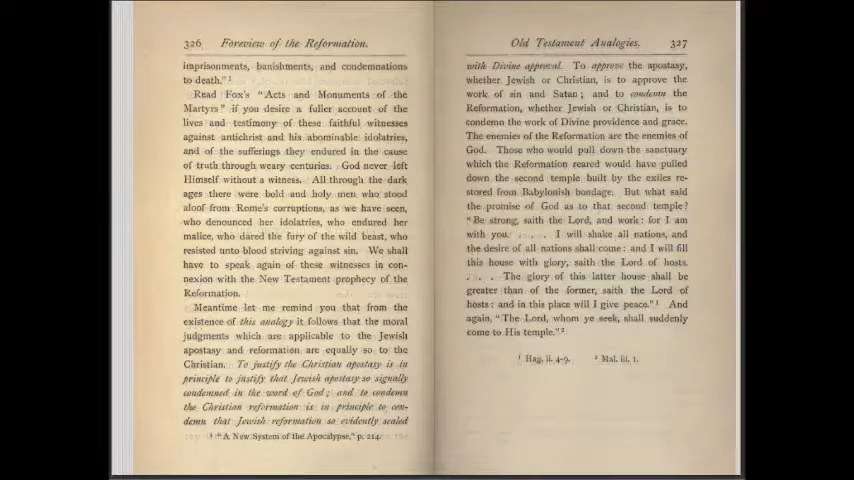 326 Foreview of the Reformation.
imprisonments, banishments, and condemnations
to death." 1
Read Fox's "Acts and Monuments of the
Martyrs" if you desire a fuller account of the
lives and testimony of these faithful witnesses
against antichrist and his abominable idolatries,
and of the sufferings they endured in the cause
of truth through weary centuries. God never left
Himself without a witness. All through the dark
ages there were bold and holy men who stood
aloof from Rome's corruptions, as we have seen,
who denounced her idolatries, who endured her
malice, who dared the fury of the wild beast, who
resisted unto blood striving against sin. We shall
have to speak again of these witnesses in con-
nexion with the New Testament prophecy of the
Reformation.
Meantime let me remind you that from the
existence of this analogy it follows that the moral
judgments which are applicable to the Jewish
apostasy and reformation are equally so to the
Christian. To justify the Christian apostasy is in
principle to justify that Jewish apostasy so signally
condemned in the word of God; and to condemn
the Christian reformation is in principle to con-
demn that Jewish reformation so evidently sealed
1 "A New System of the Apocalypse," p. 214.
Old Testament Analogies. 327
with Divine approval. To approve the apostasy,
whether Jewish or Christian, is to approve the
work of sin and Satan; and to condemn the
Reformation, whether Jewish or Christian, is to
condemn the work of Divine providence and grace.
The enemies of the Reformation are the enemies of
God. Those who would pull down the sanctuary
which the Reformation reared would have pulled
down the second temple built by the exiles re-
stored from Babylonish bondage. But what said
the promise of God as to that second temple?
"Be strong, saith the Lord, and work: for I am
with you. . . . I will shake all nations, and
the desire of all nations shall come: and I will fill
this house with glory, saith the Lord of hosts.
. . . The glory of this latter house shall be
greater than of the former, saith the Lord of
hosts: and in this place will I give peace." 1 And
again, "The Lord, whom ye seek, shall suddenly
come to His temple." 2
1 Hag. ii. 4-9. 2 Mal. iii. 1.